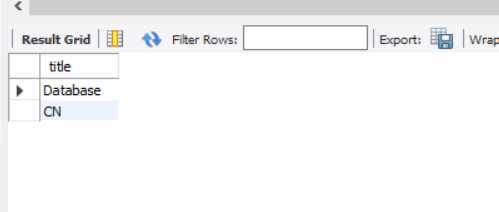 Result Grid Filter Rows: Export: Wrap
title
Database
CN